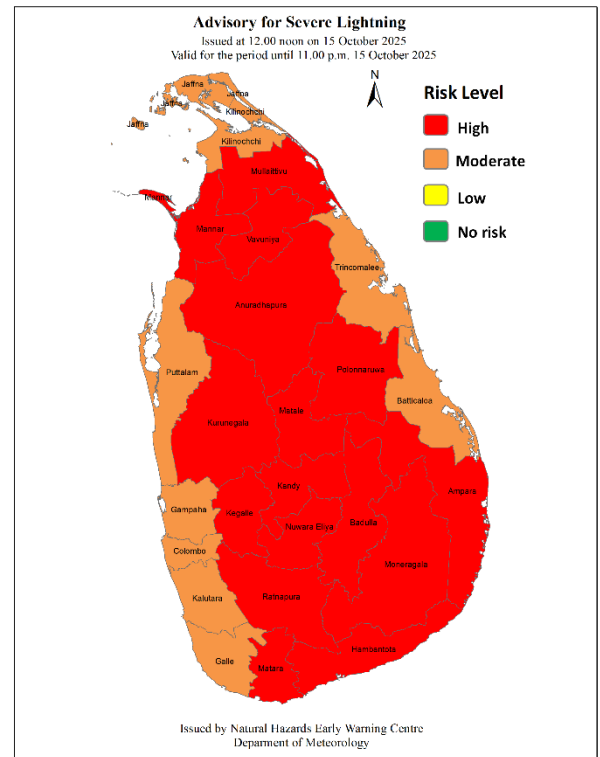 Advisory for Severe Lightning
Issued at 12.00 noon on 15 October 2025
Valid for the period until 11.00 p.m. 15 October 2025
N
Risk Level
High
Moderate
Low
No risk
Jaffna
Jaffna
Jaffna
Jaffna
Kilinochchi
Kilinochchi
Mullaitivu
Mannar
Mannar
Vavuniya
Trincomalee
Anuradhapura
Puttalam
Polonnaruwa
Batticaloa
Matale
Kurunegala
Kandy
Ampara
Gampaha
Kegalle
Nuwara Eliya
Badulla
Colombo
Moneragala
Kalutara
Ratnapura
Hambantota
Galle
Matara
Issued by Natural Hazards Early Warning Centre
Deparment of Meteorology